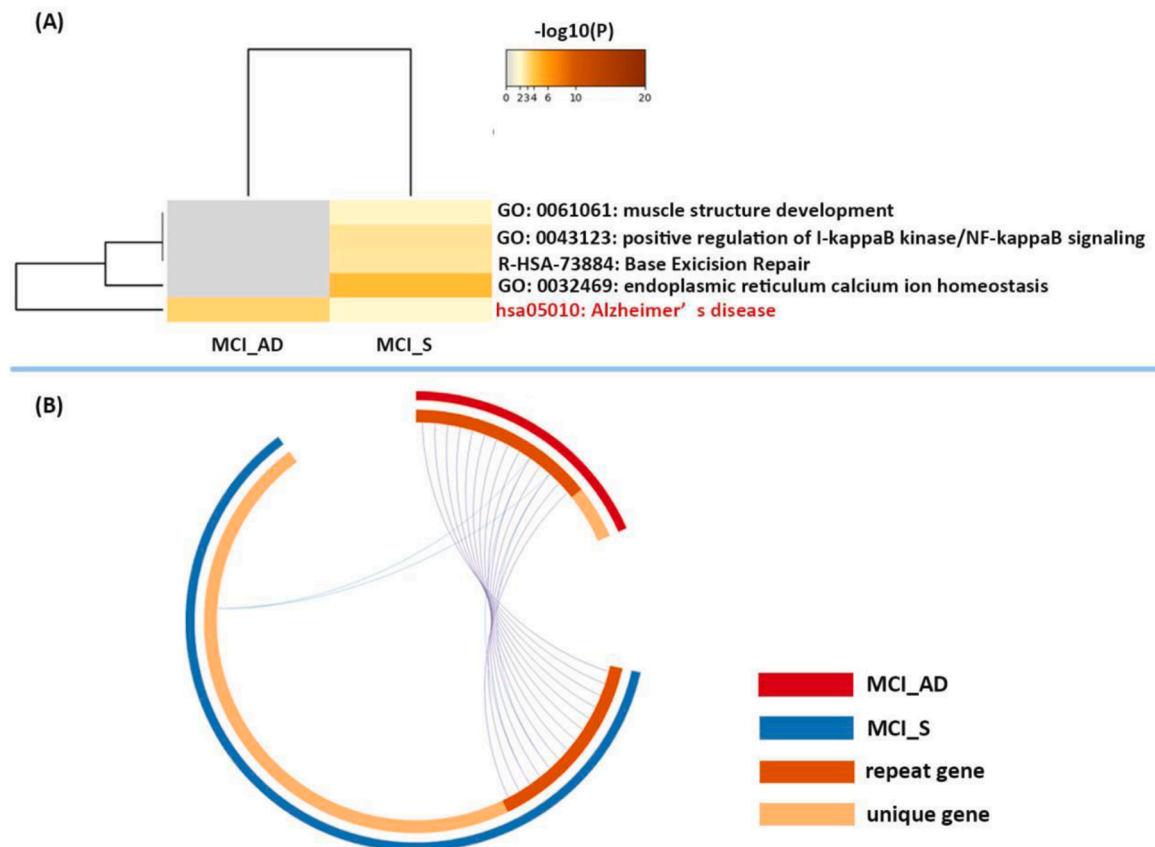 (A)
-log10(P)
0 2 3 4 6 10 20
GO: 0061061: muscle structure development
GO: 0043123: positive regulation of I-kappaB kinase/NF-kappaB signaling
R-HSA-73884: Base Exicision Repair
GO: 0032469: endoplasmic reticulum calcium ion homeostasis
hsa05010: Alzheimer’ s disease
MCI_AD MCI_S
(B)
MCI_AD
MCI_S
repeat gene
unique gene